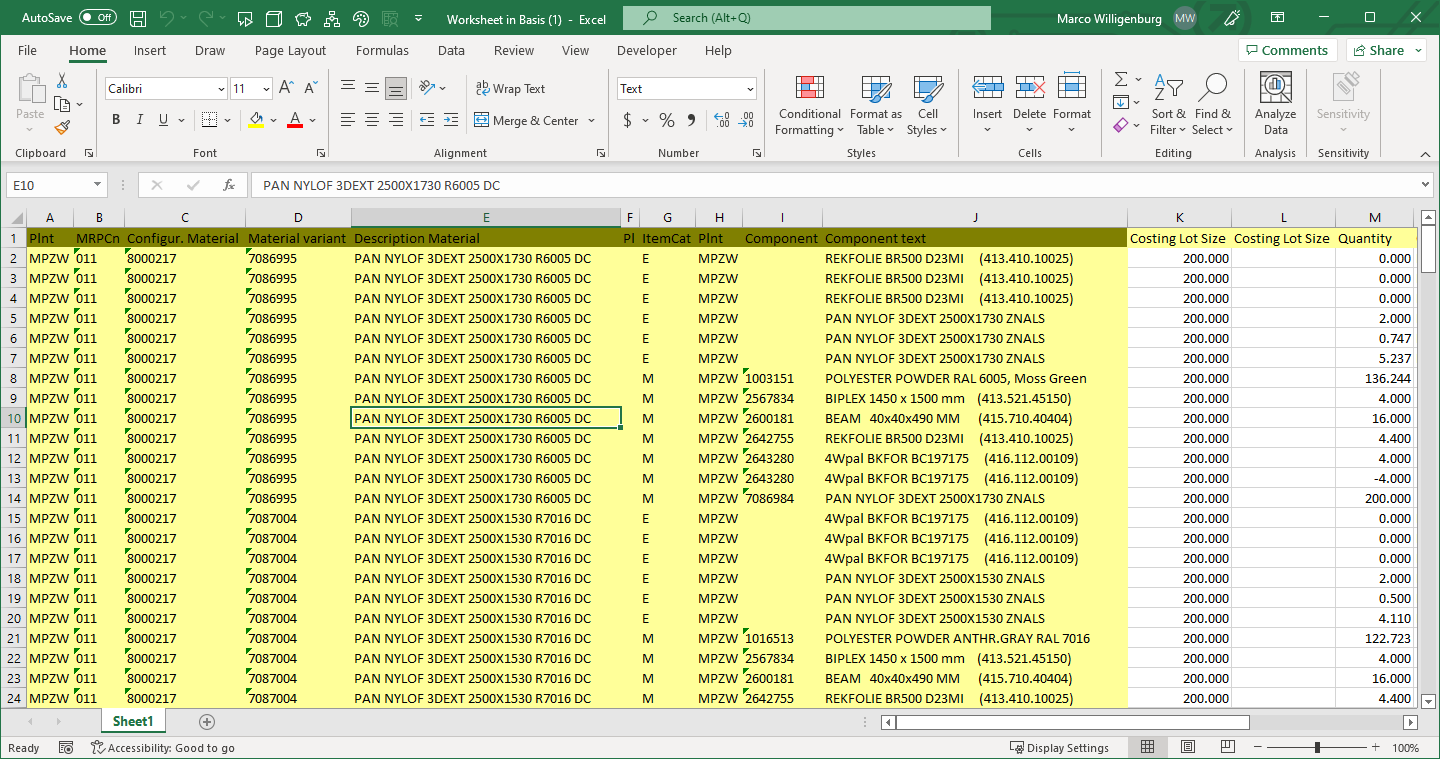 AutoSave Off Worksheet in Basis (1) - Excel Search (Alt+Q) Marco Willigenburg MW
File Home Insert Draw Page Layout Formulas Data Review View Developer Help Comments Share
Calibri 11 Wrap Text Text
Paste B I U Merge & Center $ % Conditional Formatting Format as Table Cell Styles Insert Delete Format Sort & Filter Find & Select Analyze Data Sensitivity
Clipboard Font Alignment Number Styles Cells Editing Analysis Sensitivity
E10 fx PAN NYLOF 3DEXT 2500X1730 R6005 DC
A B C D E F G H I J K L M
1 Plnt MRPCn Configur. Material Material variant Description Material Pl ItemCat Plnt Component Component text Costing Lot Size Costing Lot Size Quantity
2 MPZW 011 8000217 7086995 PAN NYLOF 3DEXT 2500X1730 R6005 DC E MPZW REKFOLIE BR500 D23MI (413.410.10025) 200.000 0.000
3 MPZW 011 8000217 7086995 PAN NYLOF 3DEXT 2500X1730 R6005 DC E MPZW REKFOLIE BR500 D23MI (413.410.10025) 200.000 0.000
4 MPZW 011 8000217 7086995 PAN NYLOF 3DEXT 2500X1730 R6005 DC E MPZW REKFOLIE BR500 D23MI (413.410.10025) 200.000 0.000
5 MPZW 011 8000217 7086995 PAN NYLOF 3DEXT 2500X1730 R6005 DC E MPZW PAN NYLOF 3DEXT 2500X1730 ZNALS 200.000 2.000
6 MPZW 011 8000217 7086995 PAN NYLOF 3DEXT 2500X1730 R6005 DC E MPZW PAN NYLOF 3DEXT 2500X1730 ZNALS 200.000 0.747
7 MPZW 011 8000217 7086995 PAN NYLOF 3DEXT 2500X1730 R6005 DC E MPZW PAN NYLOF 3DEXT 2500X1730 ZNALS 200.000 5.237
8 MPZW 011 8000217 7086995 PAN NYLOF 3DEXT 2500X1730 R6005 DC M MPZW 1003151 POLYESTER POWDER RAL 6005, Moss Green 200.000 136.244
9 MPZW 011 8000217 7086995 PAN NYLOF 3DEXT 2500X1730 R6005 DC M MPZW 2567834 BIPLEX 1450 x 1500 mm (413.521.45150) 200.000 4.000
10 MPZW 011 8000217 7086995 PAN NYLOF 3DEXT 2500X1730 R6005 DC M MPZW 2600181 BEAM 40x40x490 MM (415.710.40404) 200.000 16.000
11 MPZW 011 8000217 7086995 PAN NYLOF 3DEXT 2500X1730 R6005 DC M MPZW 2642755 REKFOLIE BR500 D23MI (413.410.10025) 200.000 4.400
12 MPZW 011 8000217 7086995 PAN NYLOF 3DEXT 2500X1730 R6005 DC M MPZW 2643280 4Wpal BKFOR BC197175 (416.112.00109) 200.000 4.000
13 MPZW 011 8000217 7086995 PAN NYLOF 3DEXT 2500X1730 R6005 DC M MPZW 2643280 4Wpal BKFOR BC197175 (416.112.00109) 200.000 -4.000
14 MPZW 011 8000217 7086995 PAN NYLOF 3DEXT 2500X1730 R6005 DC M MPZW 7086984 PAN NYLOF 3DEXT 2500X1730 ZNALS 200.000 200.000
15 MPZW 011 8000217 7087004 PAN NYLOF 3DEXT 2500X1530 R7016 DC E MPZW 4Wpal BKFOR BC197175 (416.112.00109) 200.000 0.000
16 MPZW 011 8000217 7087004 PAN NYLOF 3DEXT 2500X1530 R7016 DC E MPZW 4Wpal BKFOR BC197175 (416.112.00109) 200.000 0.000
17 MPZW 011 8000217 7087004 PAN NYLOF 3DEXT 2500X1530 R7016 DC E MPZW 4Wpal BKFOR BC197175 (416.112.00109) 200.000 0.000
18 MPZW 011 8000217 7087004 PAN NYLOF 3DEXT 2500X1530 R7016 DC E MPZW PAN NYLOF 3DEXT 2500X1530 ZNALS 200.000 2.000
19 MPZW 011 8000217 7087004 PAN NYLOF 3DEXT 2500X1530 R7016 DC E MPZW PAN NYLOF 3DEXT 2500X1530 ZNALS 200.000 0.500
20 MPZW 011 8000217 7087004 PAN NYLOF 3DEXT 2500X1530 R7016 DC E MPZW PAN NYLOF 3DEXT 2500X1530 ZNALS 200.000 4.110
21 MPZW 011 8000217 7087004 PAN NYLOF 3DEXT 2500X1530 R7016 DC M MPZW 1016513 POLYESTER POWDER ANTHR.GRAY RAL 7016 200.000 122.723
22 MPZW 011 8000217 7087004 PAN NYLOF 3DEXT 2500X1530 R7016 DC M MPZW 2567834 BIPLEX 1450 x 1500 mm (413.521.45150) 200.000 4.000
23 MPZW 011 8000217 7087004 PAN NYLOF 3DEXT 2500X1530 R7016 DC M MPZW 2600181 BEAM 40x40x490 MM (415.710.40404) 200.000 16.000
24 MPZW 011 8000217 7087004 PAN NYLOF 3DEXT 2500X1530 R7016 DC M MPZW 2642755 REKFOLIE BR500 D23MI (413.410.10025) 200.000 4.400
Sheet1
Ready Accessibility: Good to go Display Settings 100%